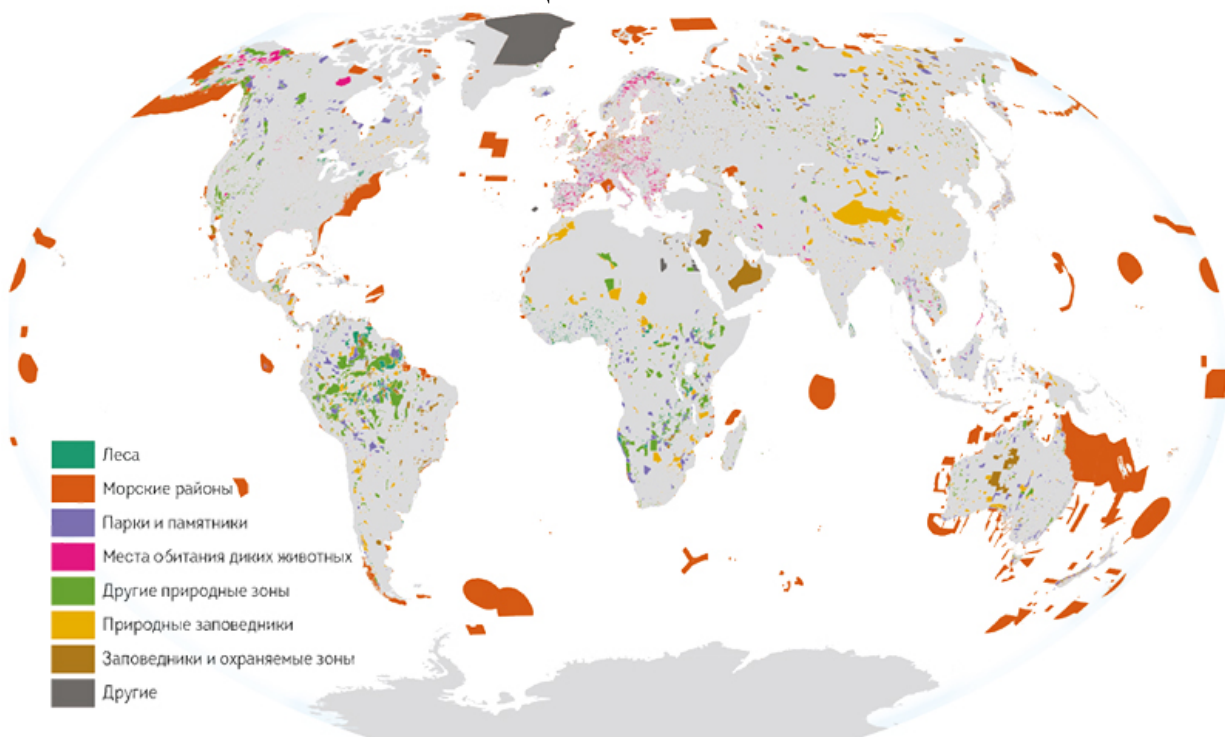 Леса
Морские районы
Парки и памятники
Места обитания диких животных
Другие природные зоны
Природные заповедники
Заповедники и охраняемые зоны
Другие